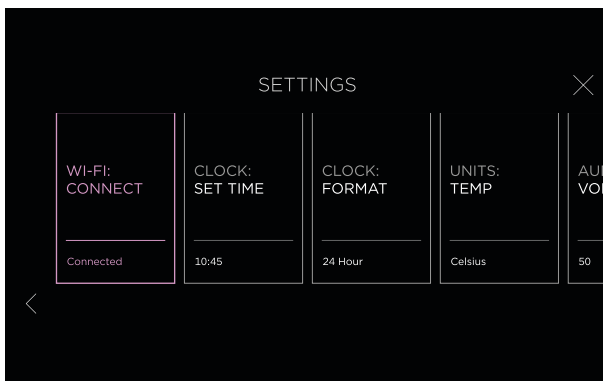 SETTINGS
WI-FI:
CONNECT
Connected
CLOCK:
SET TIME
10:45
CLOCK:
FORMAT
24 Hour
UNITS:
TEMP
Celsius
50